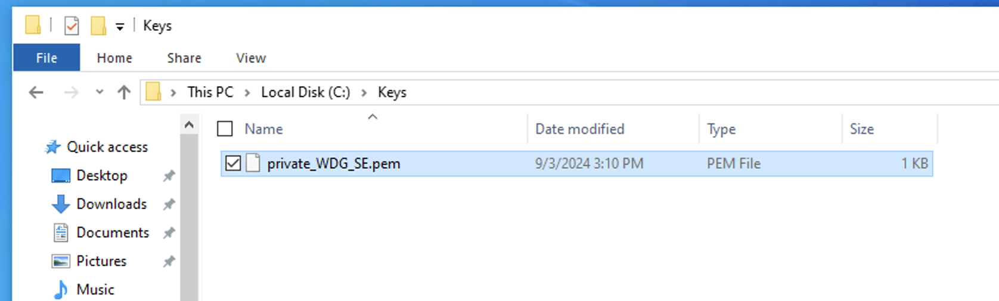 Keys
File Home Share View
This PC Local Disk (C:) Keys
Name Date modified Type Size
Quick access
private_WDG_SE.pem 9/3/2024 3:10 PM PEM File 1 KB
Desktop
Downloads
Documents
Pictures
Music